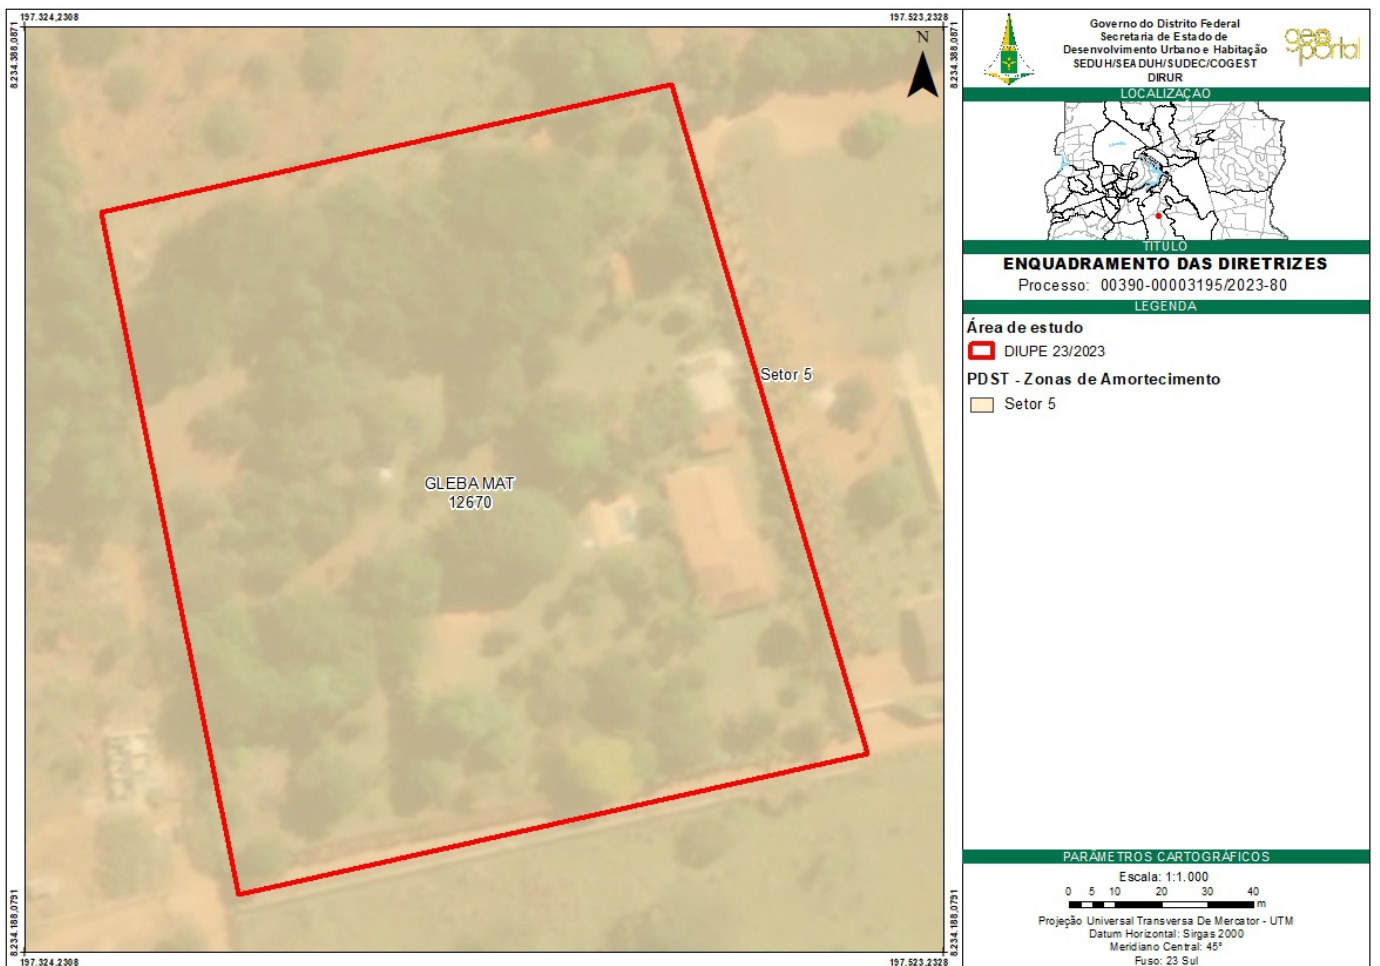 197.324,2308
197.523,2328
8.234.388,0871
8.234.388,0871
N
Setor 5
GLEBA MAT
12670
8.234.188,0791
8.234.188,0791
197.324,2308
197.523,2328
Governo do Distrito Federal
Secretaria de Estado de
Desenvolvimento Urbano e Habitação
SEDUH/SEADUH/SUDEC/COGEST
DIRUR
geo
portal
LOCALIZAÇÃO
TÍTULO
ENQUADRAMENTO DAS DIRETRIZES
Processo: 00390-00003195/2023-80
LEGENDA
Área de estudo
DIUPE 23/2023
PDST - Zonas de Amortecimento
Setor 5
PARÂMETROS CARTOGRÁFICOS
Escala: 1:1.000
0 5 10 20 30 40
m
Projeção Universal Transversa De Mercator - UTM
Datum Horizontal: Sirgas 2000
Meridiano Central: 45°
Fuso: 23 Sul